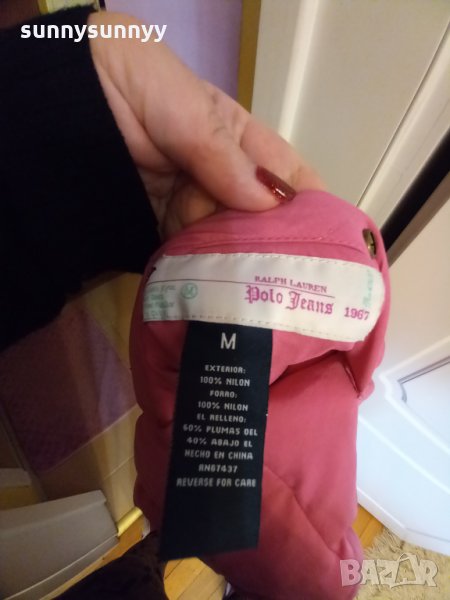 sunnysunnyy
RALPH LAUREN
Polo Jeans 1967
M
EXTERIOR:
100% NILON
FORRO:
100% NILON
EL RELLENO:
60% PLUMAS DEL
40% ABAJO EL
HECHO EN CHINA
RN67437
REVERSE FOR CARE
BAZAR